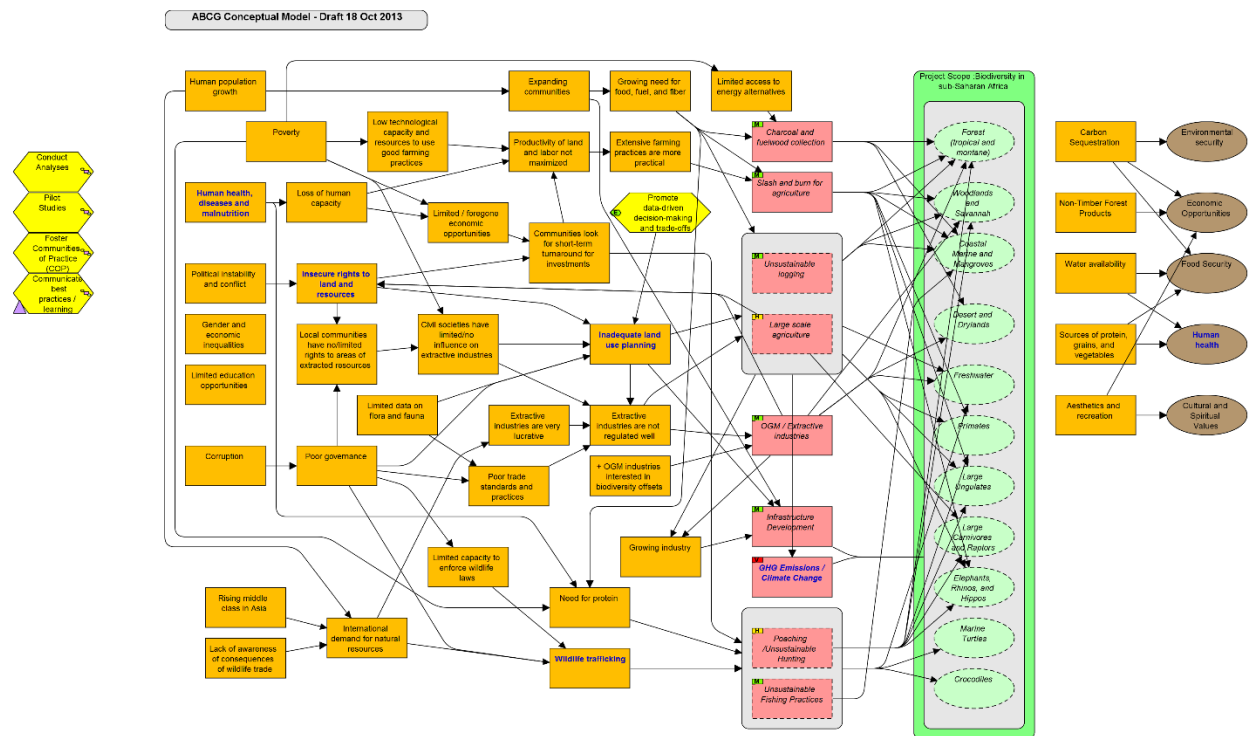 ABCG Conceptual Model - Draft 18 Oct 2013
Conduct
Analyses
Pilot
Studies
Foster
Communities
of Practice
(COP)
Communicate
best
practices /
learning
Human population
growth
Poverty
Human health,
diseases and
malnutrition
Political instability
and conflict
Gender and
economic
inequalities
Limited education
opportunities
Corruption
Rising middle
class in Asia
Lack of awareness
of consequences
of wildlife trade
Low technological
capacity and
resources to use
good farming
practices
Loss of human
capacity
Insecure rights to
land and
resources
Local communities
have no/limited
rights to areas of
extracted resources
Limited data on
flora and fauna
Poor governance
International
demand for natural
resources
Limited / foregone
economic
opportunities
Civil societies have
limited/no
influence on
extractive industries
Extractive
industries are very
lucrative
Poor trade
standards and
practices
Limited capacity to
enforce wildlife
laws
Expanding
communities
Productivity of land
and labor not
maximized
Communities look
for short-term
turnaround for
investments
Growing need for
food, fuel, and fiber
Extensive farming
practices are more
practical
Promote
data-driven
decision-making
and trade-offs
Inadequate land
use planning
Extractive
industries are not
regulated well
+ OGM industries
interested in
biodiversity offsets
Growing industry
Need for protein
Wildlife trafficking
Limited access to
energy alternatives
M
Charcoal and
fuelwood collection
M
Slash and burn for
agriculture
M
Unsustainable
logging
H
Large scale
agriculture
M
OGM / Extractive
industries
M
Infrastructure
Development
GHG Emissions /
Climate Change
H
Poaching
/Unsustainable
Hunting
M
Unsustainable
Fishing Practices
Project Scope :Biodiversity in
sub-Saharan Africa
Forest
(tropical and
montane)
Woodlands
and
Savannah
Coastal
Marine and
Mangroves
Desert and
Drylands
Freshwater
Primates
Large
Ungulates
Large
Carnivores
and Raptors
Elephants,
Rhinos, and
Hippos
Marine
Turtles
Crocodiles
Carbon
Sequestration
Non-Timber Forest
Products
Water availability
Sources of protein,
grains, and
vegetables
Aesthetics and
recreation
Environmental
security
Economic
Opportunities
Food Security
Human
health
Cultural and
Spiritual
Values